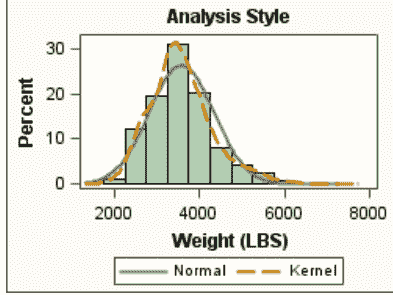 Analysis Style
Percent
30
20
10
0
2000 4000 6000 8000
Weight (LBS)
Normal Kernel